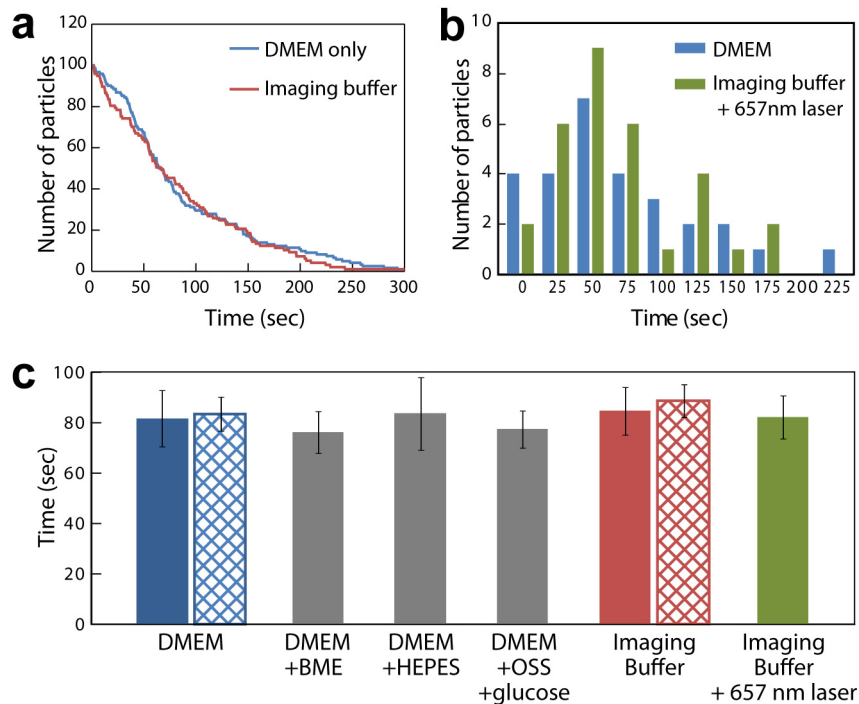 a
120
100
80
60
40
20
0
Number of particles
DMEM only
Imaging buffer
0 50 100 150 200 250 300
Time (sec)
b
10
8
6
4
2
0
Number of particles
DMEM
Imaging buffer
+ 657nm laser
0 25 50 75 100 125 150 175 200 225
Time (sec)
c
100
80
60
40
20
0
Time (sec)
DMEM
DMEM
+BME
DMEM
+HEPES
DMEM
+OSS
+glucose
Imaging
Buffer
Imaging
Buffer
+ 657 nm laser